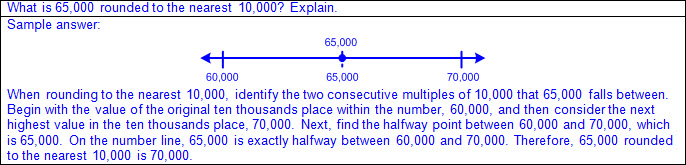 What is 65,000 rounded to the nearest 10,000? Explain.
Sample answer:
65,000
60,000 65,000 70,000
When rounding to the nearest 10,000, identify the two consecutive multiples of 10,000 that 65,000 falls between.
Begin with the value of the original ten thousands place within the number, 60,000, and then consider the next
highest value in the ten thousands place, 70,000. Next, find the halfway point between 60,000 and 70,000, which
is 65,000. On the number line, 65,000 is exactly halfway between 60,000 and 70,000. Therefore, 65,000 rounded
to the nearest 10,000 is 70,000.